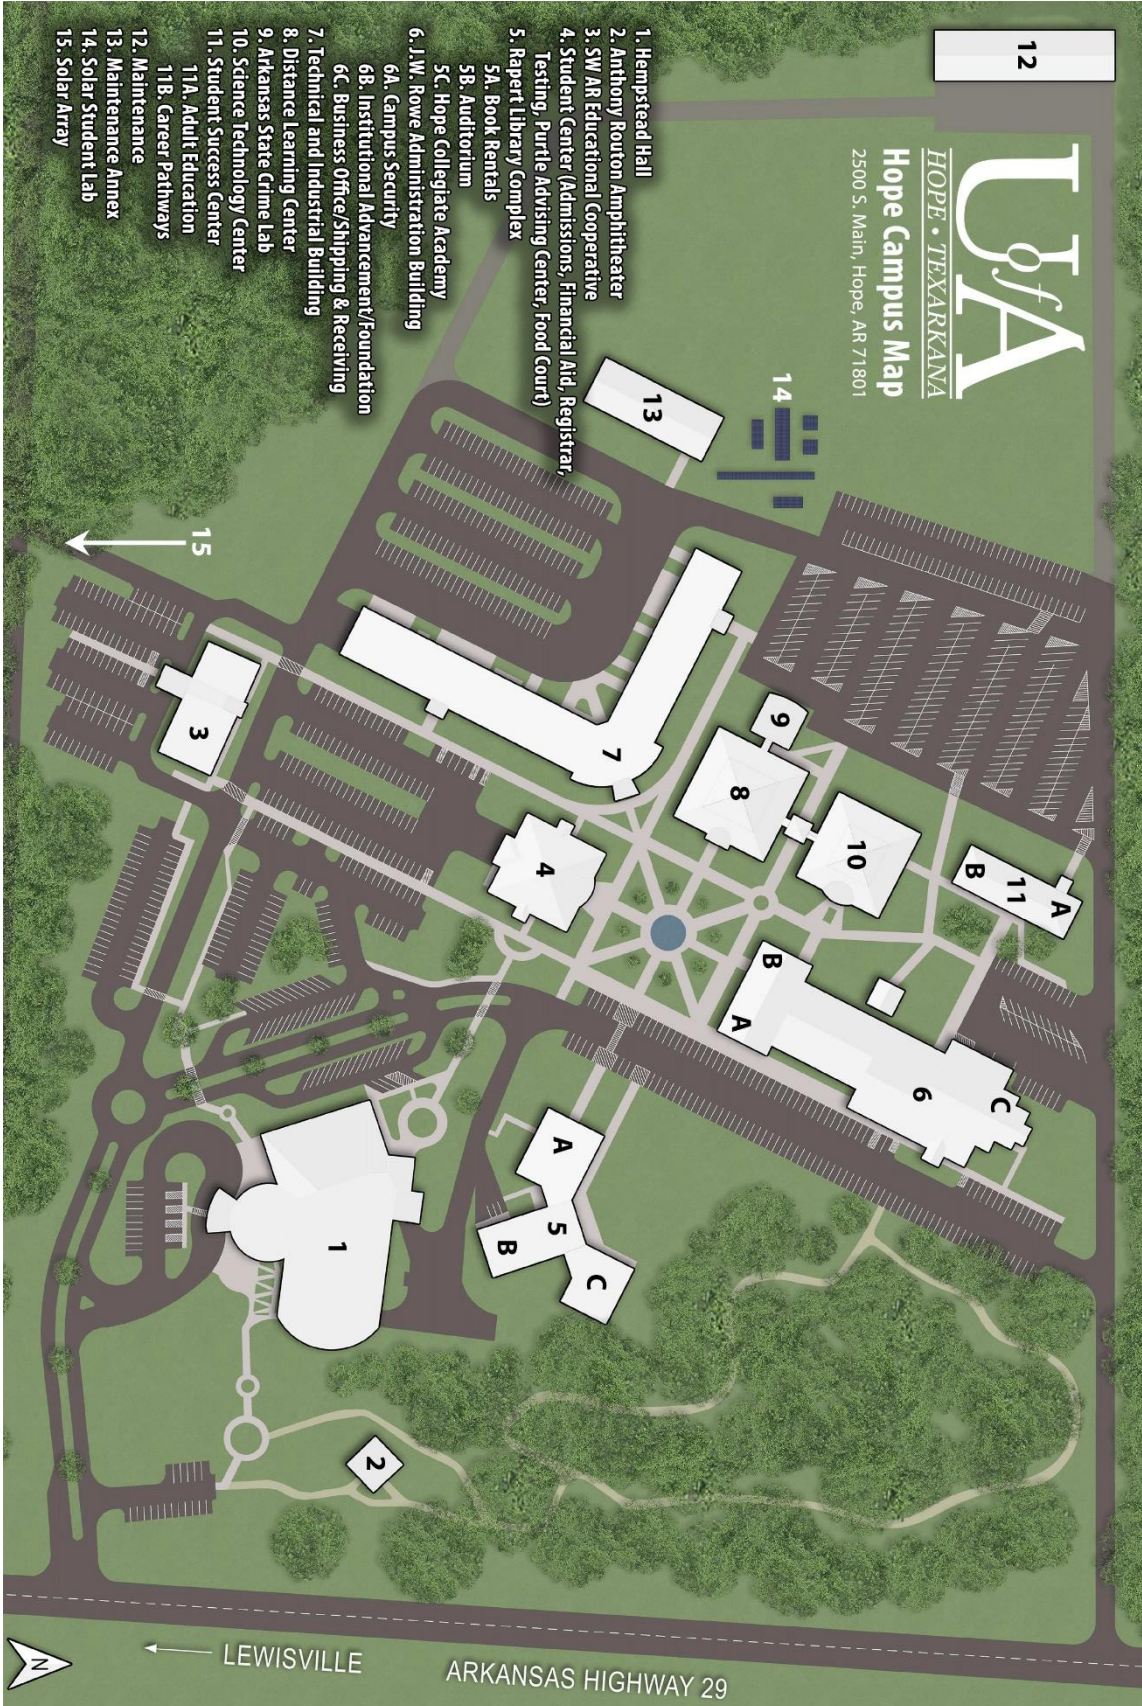 U of A
HOPE • TEXARKANA
Hope Campus Map
2500 S. Main, Hope, AR 71801
1. Hempstead Hall
2. Anthony Routon Amphitheater
3. SW AR Educational Cooperative
4. Student Center (Admissions, Financial Aid, Registrar,
Testing, Purtle Advising Center, Food Court)
5. Rapert Library Complex
5A. Book Rentals
5B. Auditorium
5C. Hope Collegiate Academy
6. J.W. Rowe Administration Building
6A. Campus Security
6B. Institutional Advancement/Foundation
6C. Business Office/Shipping & Receiving
7. Technical and Industrial Building
8. Distance Learning Center
9. Arkansas State Crime Lab
10. Science Technology Center
11. Student Success Center
11A. Adult Education
11B. Career Pathways
12. Maintenance
13. Maintenance Annex
14. Solar Student Lab
15. Solar Array
12
14
13
15
3
7
9
8
10
B
11
A
4
B
A
6
C
A
5
B
C
1
2
LEWISVILLE
ARKANSAS HIGHWAY 29
N